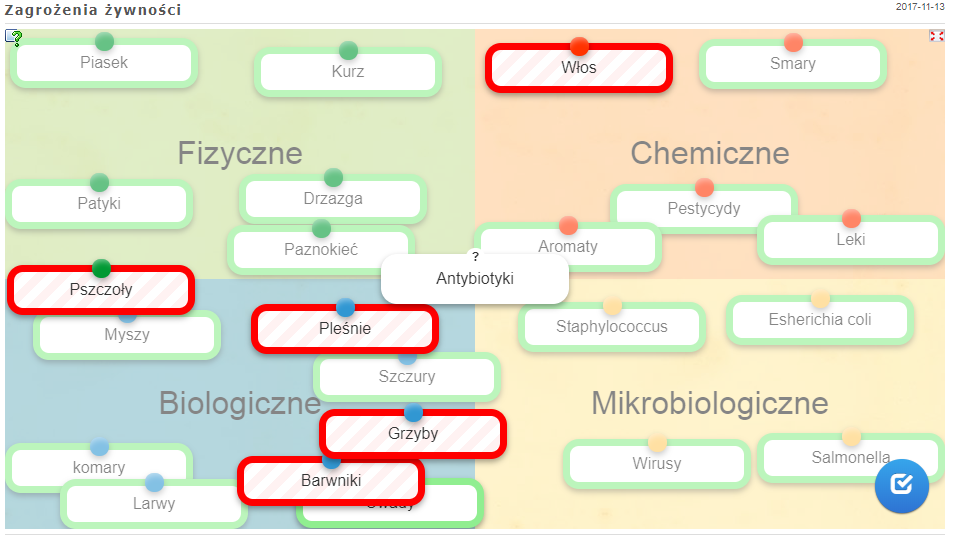 Zagrożenia żywności
2017-11-13
Piasek
Kurz
Włos
Smary
Fizyczne
Chemiczne
Patyki
Drzazga
Pestycydy
Paznokieć
Aromaty
Leki
?
Antybiotyki
Pszczoły
Myszy
Pleśnie
Staphylococcus
Esherichia coli
Szczury
Biologiczne
Mikrobiologiczne
Grzyby
komary
Wirusy
Salmonella
Barwniki
Larwy